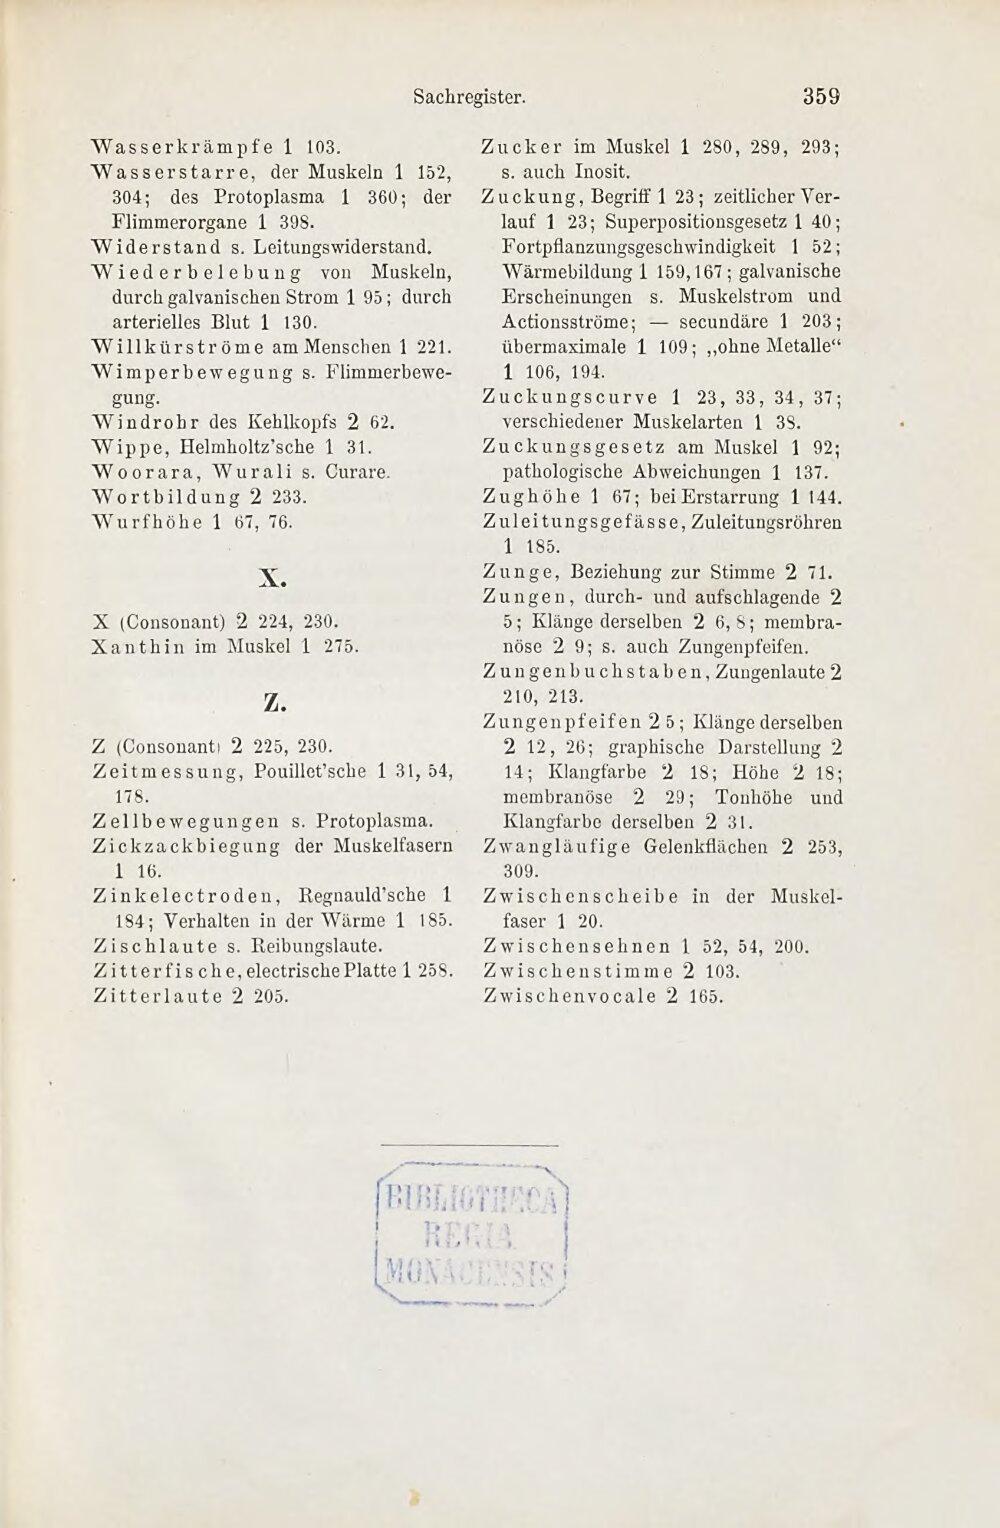 Sachregister.
359
Wasserkrämpfe 1 103.
Wasserstarre, der Muskeln 1 152,
304; des Protoplasma 1 360; der
Flimmerorgane 1 398.
Widerstand s. Leitungswiderstand.
Wiederbelebung von Muskeln,
durch galvanischen Strom 1 95; durch
arterielles Blut 1 130.
Willkürströme am Menschen 1 221.
Wimperbewegung s. Flimmerbewe-
gung.
Windrohr des Kehlkopfs 2 62.
Wippe, Helmholtz'sche 1 31.
Woorara, Wurali s. Curare.
Wortbildung 2 233.
Wurfhöhe 1 67, 76.
X.
X (Consonant) 2 224, 230.
Xanthin im Muskel 1 275.
Z.
Z (Consonant) 2 225, 230.
Zeitmessung, Pouillet'sche 1 31, 54,
178.
Zellbewegungen s. Protoplasma.
Zickzackbiegung der Muskelfasern
1 16.
Zinkelectroden, Regnauld'sche 1
184; Verhalten in der Wärme 1 185.
Zischlaute s. Reibungslaute.
Zitterfische, electrische Platte 1 258.
Zitterlaute 2 205.
Zucker im Muskel 1 280, 289, 293;
s. auch Inosit.
Zuckung, Begriff 1 23; zeitlicher Ver-
lauf 1 23; Superpositionsgesetz 1 40;
Fortpflanzungsgeschwindigkeit 1 52;
Wärmebildung 1 159, 167; galvanische
Erscheinungen s. Muskelstrom und
Actionsströme; — secundäre 1 203;
übermaximale 1 109; „ohne Metalle“
1 106, 194.
Zuckungscurve 1 23, 33, 34, 37;
verschiedener Muskelarten 1 38.
Zuckungsgesetz am Muskel 1 92;
pathologische Abweichungen 1 137.
Zughöhe 1 67; bei Erstarrung 1 144.
Zuleitungsgefässe, Zuleitungsröhren
1 185.
Zunge, Beziehung zur Stimme 2 71.
Zungen, durch- und aufschlagende 2
5; Klänge derselben 2 6, 8; membra-
nöse 2 9; s. auch Zungenpfeifen.
Zungenbuchstaben, Zungenlaute 2
210, 213.
Zungenpfeifen 2 5; Klänge derselben
2 12, 26; graphische Darstellung 2
14; Klangfarbe 2 18; Höhe 2 18;
membranöse 2 29; Tonhöhe und
Klangfarbe derselben 2 31.
Zwangläufige Gelenkflächen 2 253,
309.
Zwischenscheibe in der Muskel-
faser 1 20.
Zwischensehnen 1 52, 54, 200.
Zwischenstimme 2 103.
Zwischenvocale 2 165.
BIBLIOTHECA
REGIA
MONACENSIS